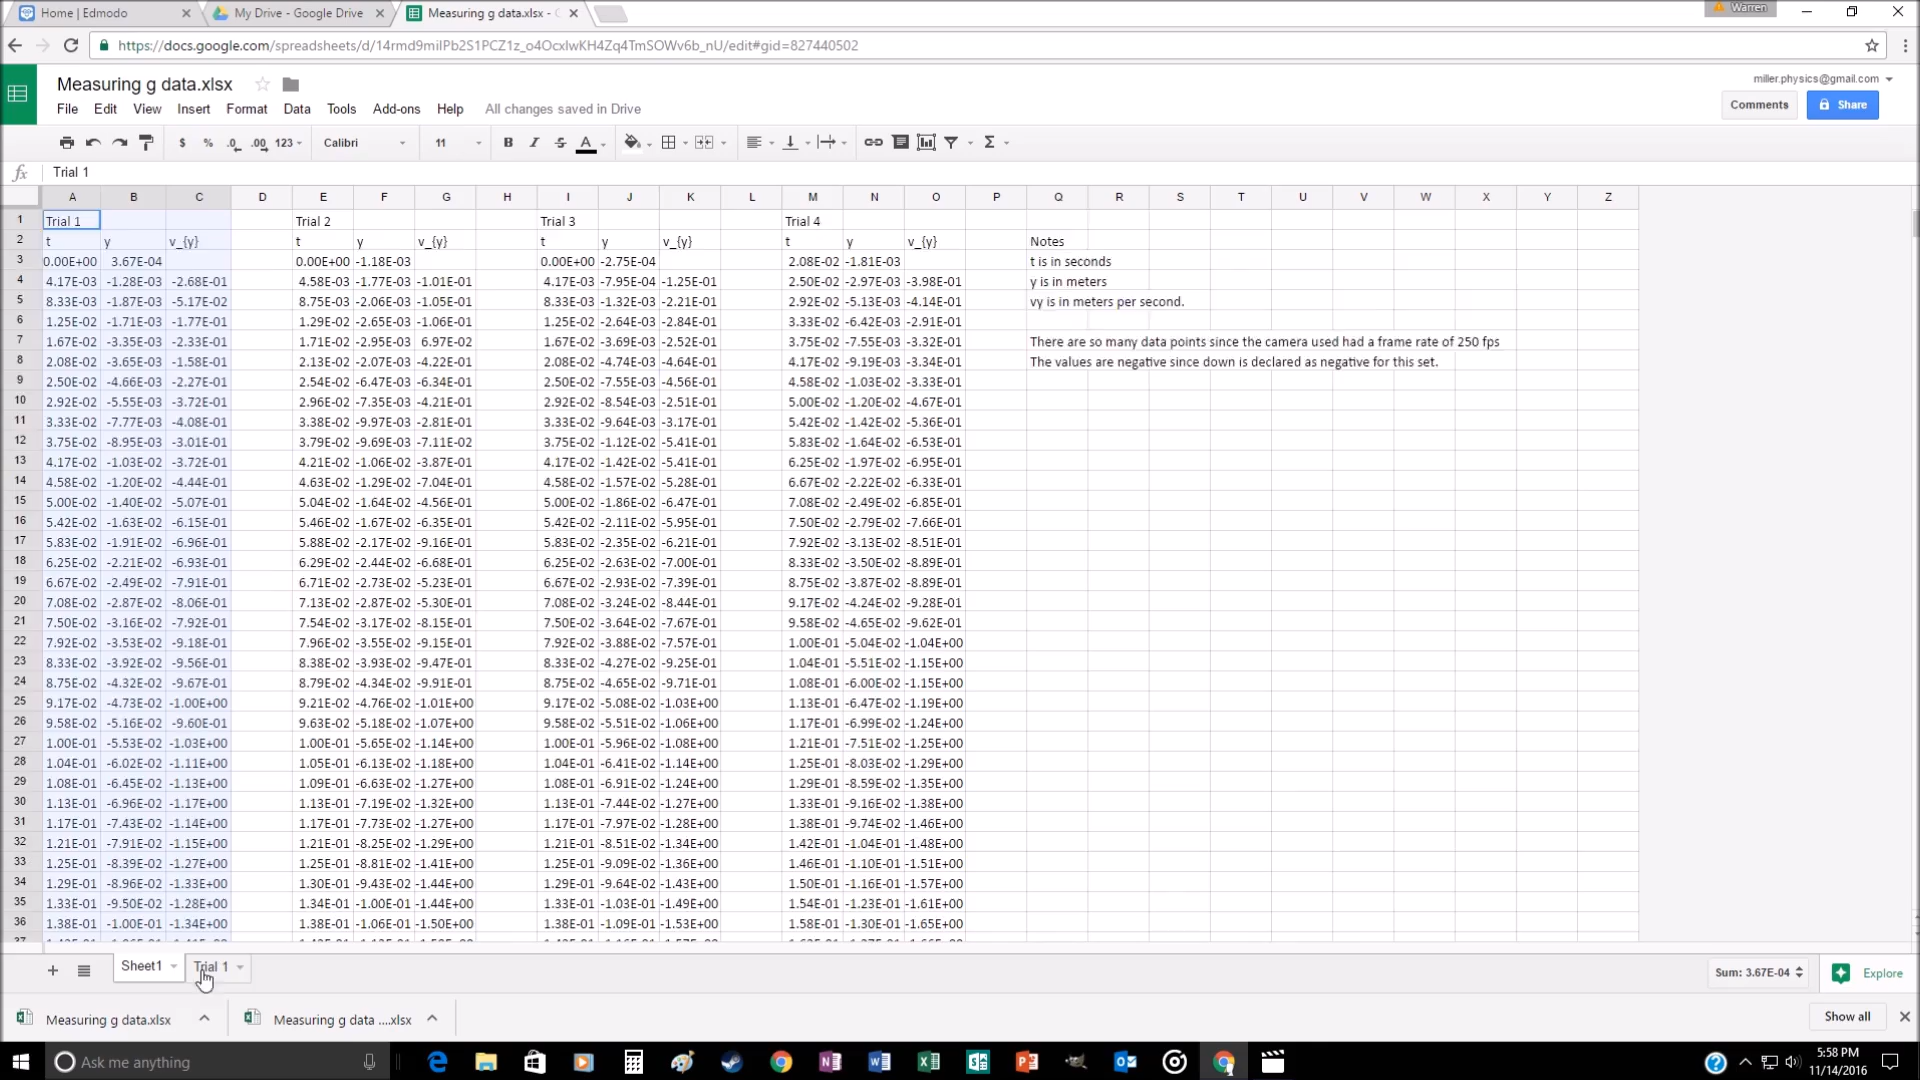 Home | Edmodo
My Drive - Google Drive
Measuring g data.xlsx -
Warren
https://docs.google.com/spreadsheets/d/14rmd9milPb2S1PCZ1z_o4OcxlwKH4Zq4TmSOWv6b_nU/edit#gid=827440502
Measuring g data.xlsx
miller.physics@gmail.com
File Edit View Insert Format Data Tools Add-ons Help All changes saved in Drive
Comments Share
$ % .0 .00 123 Calibri 11 B I S A Σ
fx Trial 1
A B C D E F G H I J K L M N O P Q R S T U V W X Y Z
1 Trial 1 Trial 2 Trial 3 Trial 4
2 t y v_{y} t y v_{y} t y v_{y} t y v_{y} Notes
3 0.00E+00 3.67E-04 0.00E+00 -1.18E-03 0.00E+00 -2.75E-04 2.08E-02 -1.81E-03 t is in seconds
4 4.17E-03 -1.28E-03 -2.68E-01 4.58E-03 -1.77E-03 -1.01E-01 4.17E-03 -7.95E-04 -1.25E-01 2.50E-02 -2.97E-03 -3.98E-01 y is in meters
5 8.33E-03 -1.87E-03 -5.17E-02 8.75E-03 -2.06E-03 -1.05E-01 8.33E-03 -1.32E-03 -2.21E-01 2.92E-02 -5.13E-03 -4.14E-01 vy is in meters per second.
6 1.25E-02 -1.71E-03 -1.77E-01 1.29E-02 -2.65E-03 -1.06E-01 1.25E-02 -2.64E-03 -2.84E-01 3.33E-02 -6.42E-03 -2.91E-01
7 1.67E-02 -3.35E-03 -2.33E-01 1.71E-02 -2.95E-03 6.97E-02 1.67E-02 -3.69E-03 -2.52E-01 3.75E-02 -7.55E-03 -3.32E-01 There are so many data points since the camera used had a frame rate of 250 fps
8 2.08E-02 -3.65E-03 -1.58E-01 2.13E-02 -2.07E-03 -4.22E-01 2.08E-02 -4.74E-03 -4.64E-01 4.17E-02 -9.19E-03 -3.34E-01 The values are negative since down is declared as negative for this set.
9 2.50E-02 -4.66E-03 -2.27E-01 2.54E-02 -6.47E-03 -6.34E-01 2.50E-02 -7.55E-03 -4.56E-01 4.58E-02 -1.03E-02 -3.33E-01
10 2.92E-02 -5.55E-03 -3.72E-01 2.96E-02 -7.35E-03 -4.21E-01 2.92E-02 -8.54E-03 -2.51E-01 5.00E-02 -1.20E-02 -4.67E-01
11 3.33E-02 -7.77E-03 -4.08E-01 3.38E-02 -9.97E-03 -2.81E-01 3.33E-02 -9.64E-03 -3.17E-01 5.42E-02 -1.42E-02 -5.36E-01
12 3.75E-02 -8.95E-03 -3.01E-01 3.79E-02 -9.69E-03 -7.11E-02 3.75E-02 -1.12E-02 -5.41E-01 5.83E-02 -1.64E-02 -6.53E-01
13 4.17E-02 -1.03E-02 -3.72E-01 4.21E-02 -1.06E-02 -3.87E-01 4.17E-02 -1.42E-02 -5.41E-01 6.25E-02 -1.97E-02 -6.95E-01
14 4.58E-02 -1.20E-02 -4.44E-01 4.63E-02 -1.29E-02 -7.04E-01 4.58E-02 -1.57E-02 -5.28E-01 6.67E-02 -2.22E-02 -6.33E-01
15 5.00E-02 -1.40E-02 -5.07E-01 5.04E-02 -1.64E-02 -4.56E-01 5.00E-02 -1.86E-02 -6.47E-01 7.08E-02 -2.49E-02 -6.85E-01
16 5.42E-02 -1.63E-02 -6.15E-01 5.46E-02 -1.67E-02 -6.35E-01 5.42E-02 -2.11E-02 -5.95E-01 7.50E-02 -2.79E-02 -7.66E-01
17 5.83E-02 -1.91E-02 -6.96E-01 5.88E-02 -2.17E-02 -9.16E-01 5.83E-02 -2.35E-02 -6.21E-01 7.92E-02 -3.13E-02 -8.51E-01
18 6.25E-02 -2.21E-02 -6.93E-01 6.29E-02 -2.44E-02 -6.68E-01 6.25E-02 -2.63E-02 -7.00E-01 8.33E-02 -3.50E-02 -8.89E-01
19 6.67E-02 -2.49E-02 -7.91E-01 6.71E-02 -2.73E-02 -5.23E-01 6.67E-02 -2.93E-02 -7.39E-01 8.75E-02 -3.87E-02 -8.89E-01
20 7.08E-02 -2.87E-02 -8.06E-01 7.13E-02 -2.87E-02 -5.30E-01 7.08E-02 -3.24E-02 -8.44E-01 9.17E-02 -4.24E-02 -9.28E-01
21 7.50E-02 -3.16E-02 -7.92E-01 7.54E-02 -3.17E-02 -8.15E-01 7.50E-02 -3.64E-02 -7.67E-01 9.58E-02 -4.65E-02 -9.62E-01
22 7.92E-02 -3.53E-02 -9.18E-01 7.96E-02 -3.55E-02 -9.15E-01 7.92E-02 -3.88E-02 -7.57E-01 1.00E-01 -5.04E-02 -1.04E+00
23 8.33E-02 -3.92E-02 -9.56E-01 8.38E-02 -3.93E-02 -9.47E-01 8.33E-02 -4.27E-02 -9.25E-01 1.04E-01 -5.51E-02 -1.15E+00
24 8.75E-02 -4.32E-02 -9.67E-01 8.79E-02 -4.34E-02 -9.91E-01 8.75E-02 -4.65E-02 -9.71E-01 1.08E-01 -6.00E-02 -1.15E+00
25 9.17E-02 -4.73E-02 -1.00E+00 9.21E-02 -4.76E-02 -1.01E+00 9.17E-02 -5.08E-02 -1.03E+00 1.13E-01 -6.47E-02 -1.19E+00
26 9.58E-02 -5.16E-02 -9.60E-01 9.63E-02 -5.18E-02 -1.07E+00 9.58E-02 -5.51E-02 -1.06E+00 1.17E-01 -6.99E-02 -1.24E+00
27 1.00E-01 -5.53E-02 -1.03E+00 1.00E-01 -5.65E-02 -1.14E+00 1.00E-01 -5.96E-02 -1.08E+00 1.21E-01 -7.51E-02 -1.25E+00
28 1.04E-01 -6.02E-02 -1.11E+00 1.05E-01 -6.13E-02 -1.18E+00 1.04E-01 -6.41E-02 -1.14E+00 1.25E-01 -8.03E-02 -1.29E+00
29 1.08E-01 -6.45E-02 -1.13E+00 1.09E-01 -6.63E-02 -1.27E+00 1.08E-01 -6.91E-02 -1.24E+00 1.29E-01 -8.59E-02 -1.35E+00
30 1.13E-01 -6.96E-02 -1.17E+00 1.13E-01 -7.19E-02 -1.32E+00 1.13E-01 -7.44E-02 -1.27E+00 1.33E-01 -9.16E-02 -1.38E+00
31 1.17E-01 -7.43E-02 -1.14E+00 1.17E-01 -7.73E-02 -1.27E+00 1.17E-01 -7.97E-02 -1.28E+00 1.38E-01 -9.74E-02 -1.46E+00
32 1.21E-01 -7.91E-02 -1.15E+00 1.21E-01 -8.25E-02 -1.29E+00 1.21E-01 -8.51E-02 -1.34E+00 1.42E-01 -1.04E-01 -1.48E+00
33 1.25E-01 -8.39E-02 -1.27E+00 1.25E-01 -8.81E-02 -1.41E+00 1.25E-01 -9.09E-02 -1.36E+00 1.46E-01 -1.10E-01 -1.51E+00
34 1.29E-01 -8.96E-02 -1.33E+00 1.30E-01 -9.43E-02 -1.44E+00 1.29E-01 -9.64E-02 -1.43E+00 1.50E-01 -1.16E-01 -1.57E+00
35 1.33E-01 -9.50E-02 -1.28E+00 1.34E-01 -1.00E-01 -1.44E+00 1.33E-01 -1.03E-01 -1.49E+00 1.54E-01 -1.23E-01 -1.61E+00
36 1.38E-01 -1.00E-01 -1.34E+00 1.38E-01 -1.06E-01 -1.50E+00 1.38E-01 -1.09E-01 -1.53E+00 1.58E-01 -1.30E-01 -1.65E+00
Sheet1 Trial 1 Sum: 3.67E-04 Explore
Measuring g data.xlsx Measuring g data ....xlsx Show all
Ask me anything
5:58 PM
11/14/2016